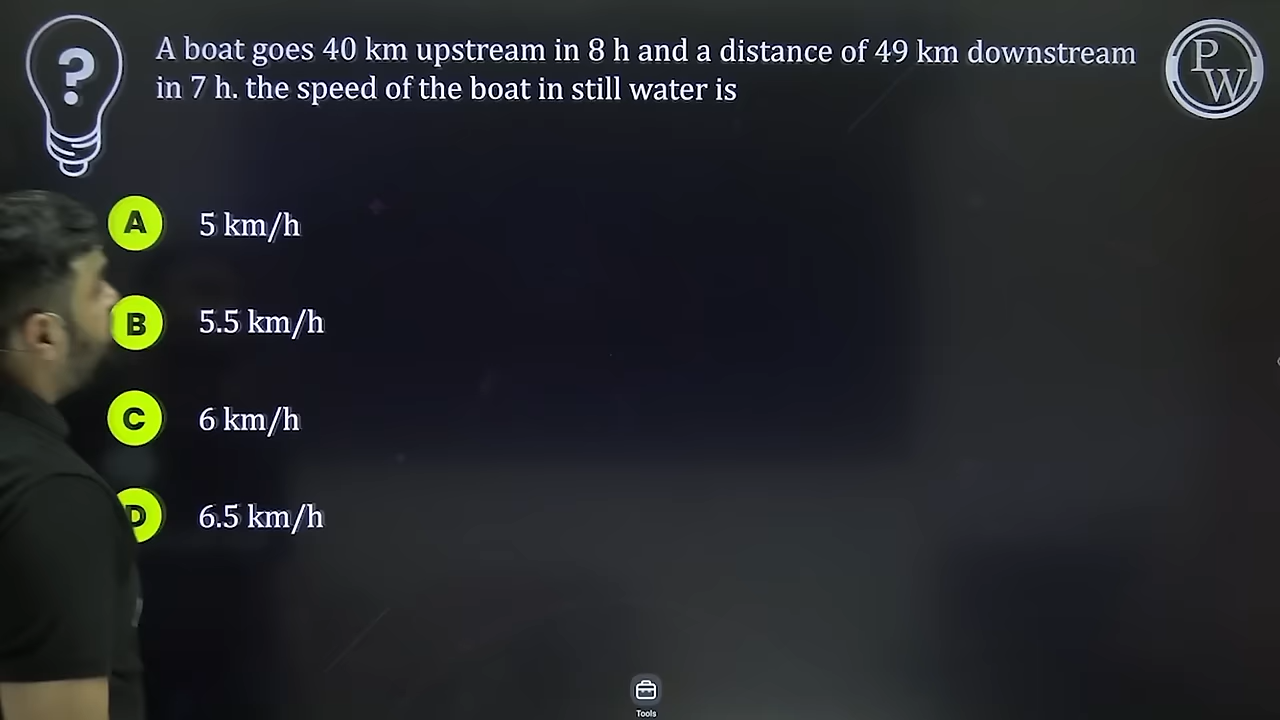 ?
A boat goes 40 km upstream in 8 h and a distance of 49 km downstream
in 7 h. the speed of the boat in still water is
PW
A 5 km/h
B 5.5 km/h
C 6 km/h
D 6.5 km/h
Tools